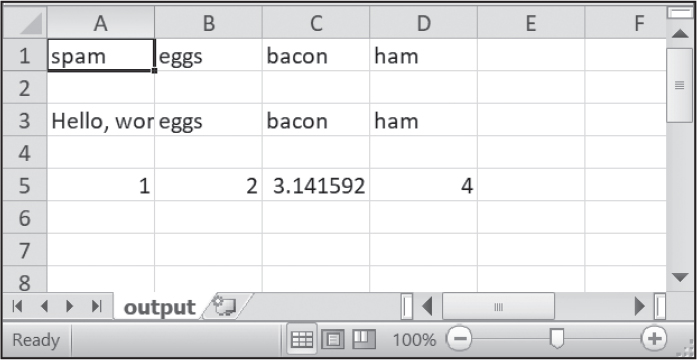 A B C D E F
1 spam eggs bacon ham
2
3 Hello, wor eggs bacon ham
4
5 1 2 3.141592 4
6
7
8
output
Ready 100%